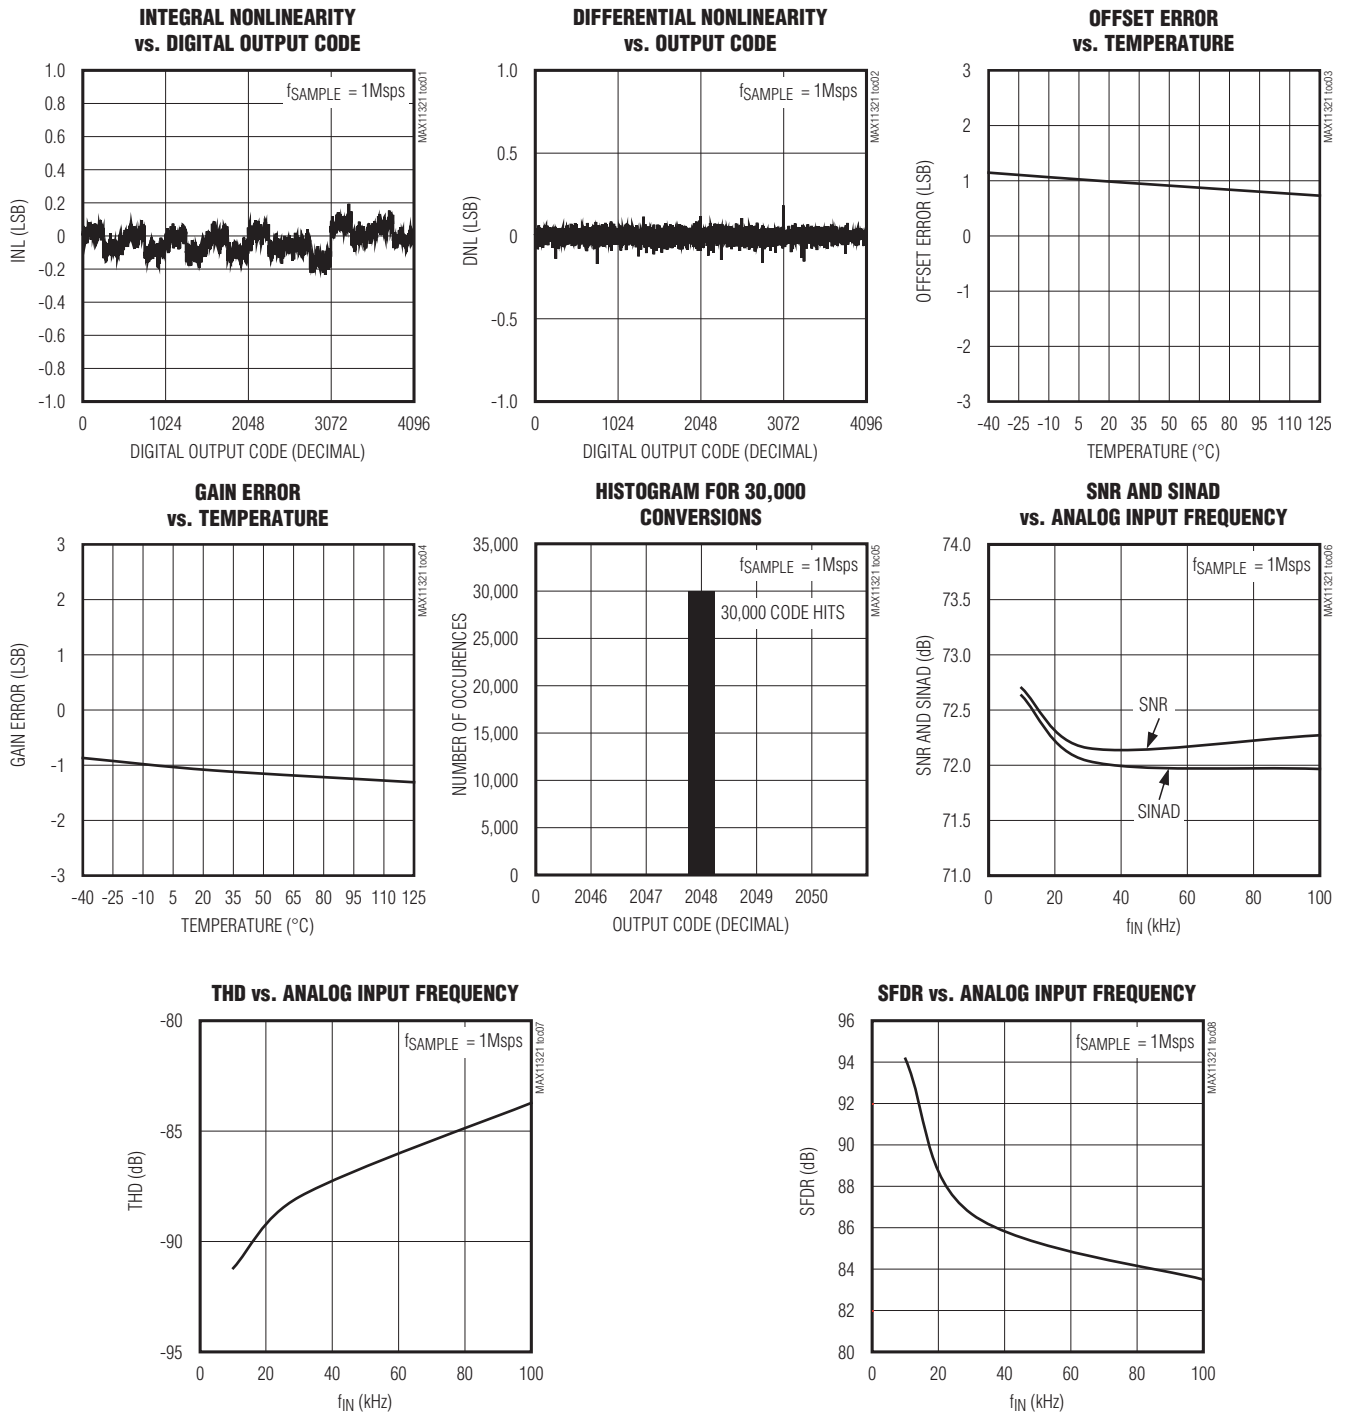 INTEGRAL NONLINEARITY
vs. DIGITAL OUTPUT CODE
1.0
0.8
0.6
0.4
0.2
0
-0.2
-0.4
-0.6
-0.8
-1.0
INL (LSB)
fSAMPLE = 1Msps
MAX11321 toc01
0 1024 2048 3072 4096
DIGITAL OUTPUT CODE (DECIMAL)
DIFFERENTIAL NONLINEARITY
vs. OUTPUT CODE
1.0
0.5
0
-0.5
-1.0
DNL (LSB)
fSAMPLE = 1Msps
MAX11321 toc02
0 1024 2048 3072 4096
DIGITAL OUTPUT CODE (DECIMAL)
OFFSET ERROR
vs. TEMPERATURE
3
2
1
0
-1
-2
-3
OFFSET ERROR (LSB)
MAX11321 toc03
-40 -25 -10 5 20 35 50 65 80 95 110 125
TEMPERATURE (°C)
GAIN ERROR
vs. TEMPERATURE
3
2
1
0
-1
-2
-3
GAIN ERROR (LSB)
MAX11321 toc04
-40 -25 -10 5 20 35 50 65 80 95 110 125
TEMPERATURE (°C)
HISTOGRAM FOR 30,000
CONVERSIONS
35,000
30,000
25,000
20,000
15,000
10,000
5,000
0
NUMBER OF OCCURENCES
fSAMPLE = 1Msps
30,000 CODE HITS
MAX11321 toc05
0 2046 2047 2048 2049 2050
OUTPUT CODE (DECIMAL)
SNR AND SINAD
vs. ANALOG INPUT FREQUENCY
74.0
73.5
73.0
72.5
72.0
71.5
71.0
SNR AND SINAD (dB)
fSAMPLE = 1Msps
SNR
SINAD
MAX11321 toc06
0 20 40 60 80 100
fIN (kHz)
THD vs. ANALOG INPUT FREQUENCY
-80
-85
-90
-95
THD (dB)
fSAMPLE = 1Msps
MAX11321 toc07
0 20 40 60 80 100
fIN (kHz)
SFDR vs. ANALOG INPUT FREQUENCY
96
94
92
90
88
86
84
82
80
SFDR (dB)
fSAMPLE = 1Msps
MAX11321 toc08
0 20 40 60 80 100
fIN (kHz)